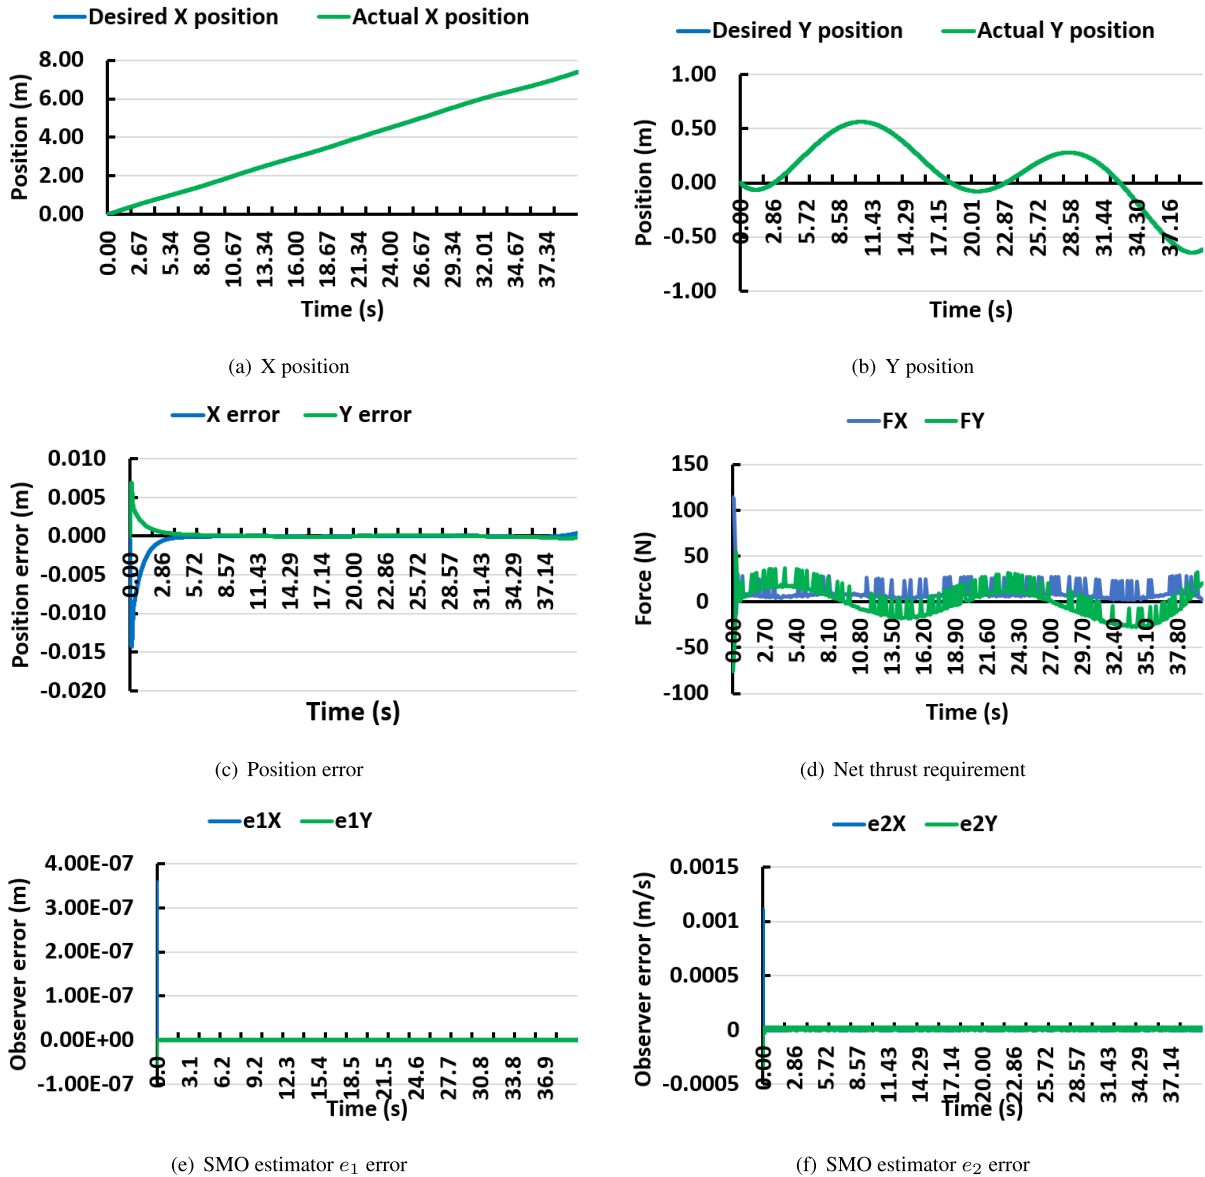 Desired X position Actual X position
8.00
6.00
4.00
2.00
0.00
Position (m)
0.00 2.67 5.34 8.00 10.67 13.34 16.00 18.67 21.34 24.00 26.67 29.34 32.01 34.67 37.34
Time (s)
(a) X position
Desired Y position Actual Y position
1.00
0.50
0.00
-0.50
-1.00
Position (m)
0.00 2.86 5.72 8.58 11.43 14.29 17.15 20.01 22.87 25.72 28.58 31.44 34.30 37.16
Time (s)
(b) Y position
X error Y error
0.010
0.005
0.000
-0.005
-0.010
-0.015
-0.020
Position error (m)
0.00 2.86 5.72 8.57 11.43 14.29 17.14 20.00 22.86 25.72 28.57 31.43 34.29 37.14
Time (s)
(c) Position error
FX FY
150
100
50
0
-50
-100
Force (N)
0.00 2.70 5.40 8.10 10.80 13.50 16.20 18.90 21.60 24.30 27.00 29.70 32.40 35.10 37.80
Time (s)
(d) Net thrust requirement
e1X e1Y
4.00E-07
3.00E-07
2.00E-07
1.00E-07
0.00E+00
-1.00E-07
Observer error (m)
0.0 3.1 6.2 9.2 12.3 15.4 18.5 21.5 24.6 27.7 30.8 33.8 36.9
Time (s)
(e) SMO estimator e1 error
e2X e2Y
0.0015
0.001
0.0005
0
-0.0005
Observer error (m/s)
0.00 2.86 5.72 8.57 11.43 14.29 17.14 20.00 22.86 25.72 28.57 31.43 34.29 37.14
Time (s)
(f) SMO estimator e2 error